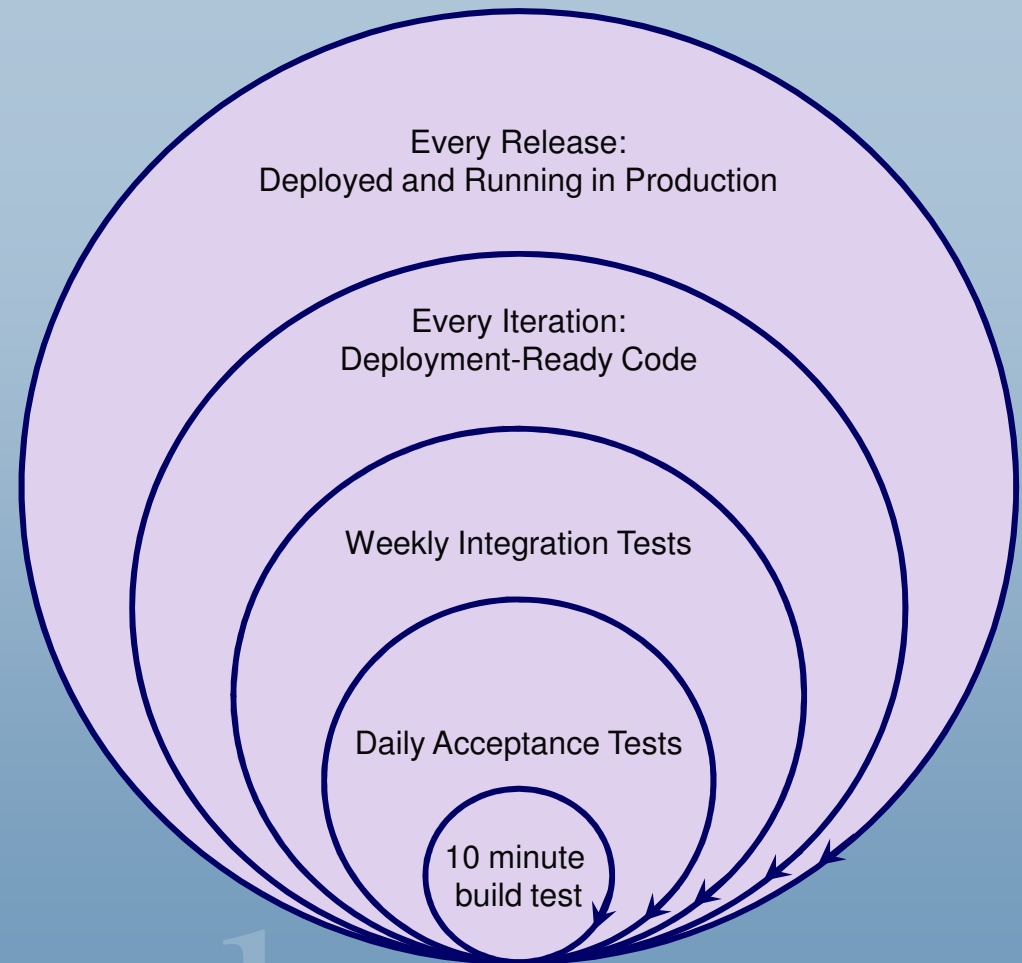 Every Release:
Deployed and Running in Production
Every Iteration:
Deployment-Ready Code
Weekly Integration Tests
Daily Acceptance Tests
10 minute
build test